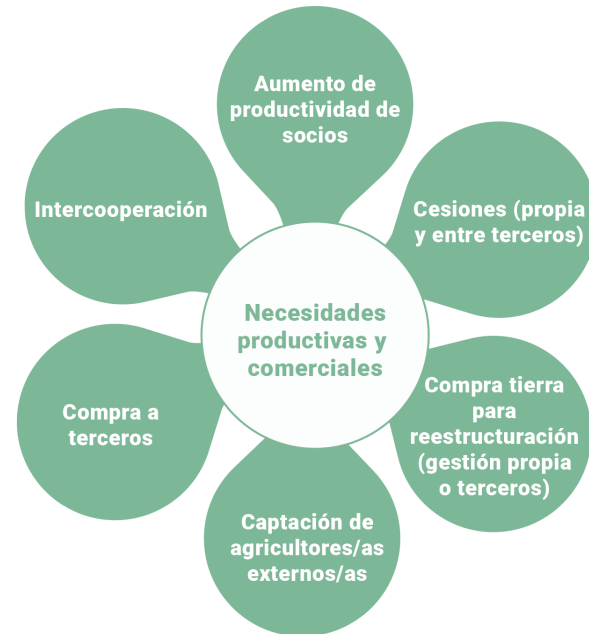 Aumento de
productividad de
socios
Cesiones (propia
y entre terceros)
Compra tierra
para
reestructuración
(gestión propia
o terceros)
Captación de
agricultores/as
externos/as
Compra a
terceros
Intercooperación
Necesidades
productivas y
comerciales